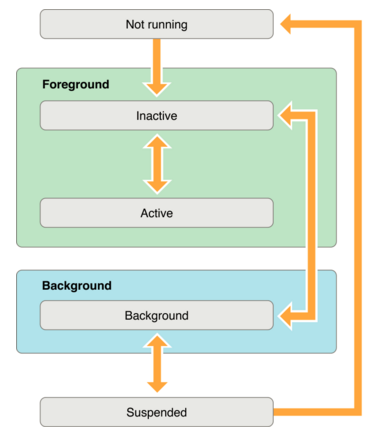 Not running
Foreground
Inactive
Active
Background
Background
Suspended